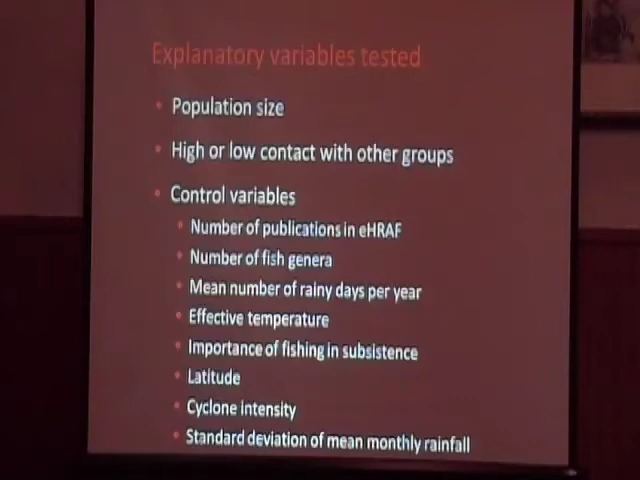 Explanatory variables tested
• Population size
• High or low contact with other groups
• Control variables
• Number of publications in eHRAF
• Number of fish genera
• Mean number of rainy days per year
• Effective temperature
• Importance of fishing in subsistence
• Latitude
• Cyclone intensity
• Standard deviation of mean monthly rainfall